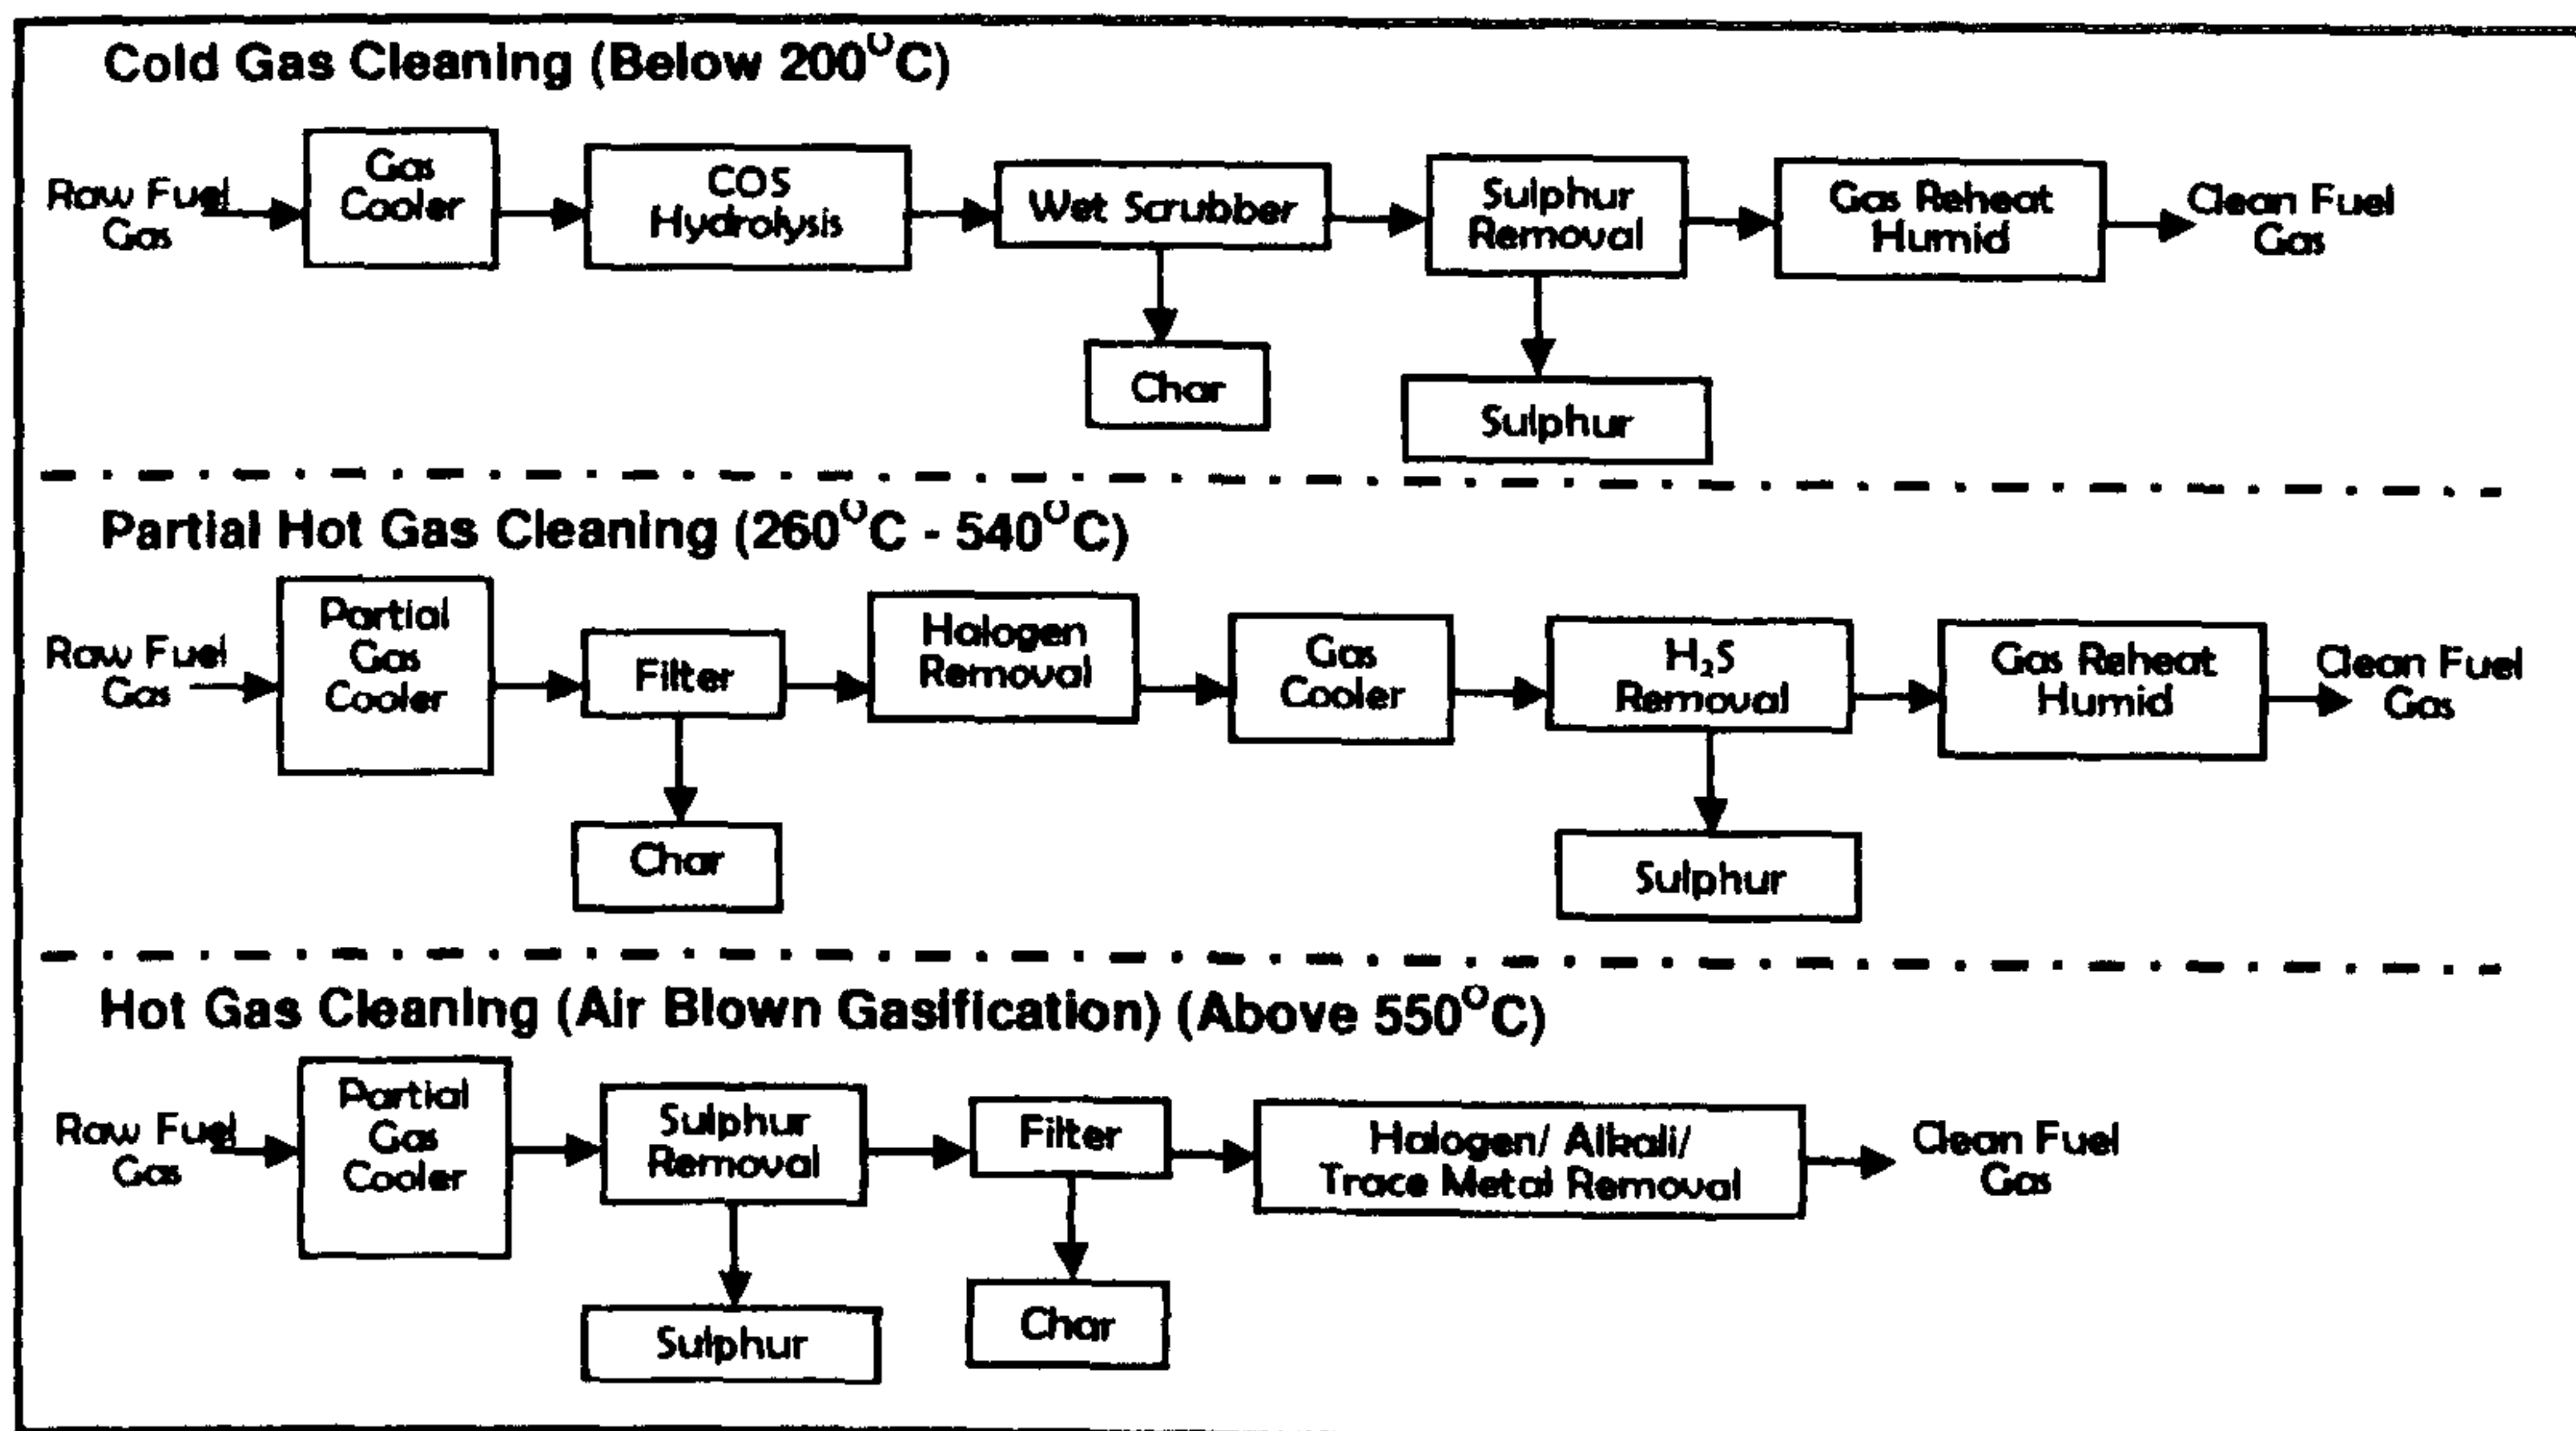 Cold Gas Cleaning (Below 200°C)
Raw Fuel
Gas
Gas
Cooler
COS
Hydrolysis
Wet Scrubber
Sulphur
Removal
Gas Reheat
Humid
Clean Fuel
Gas
Char
Sulphur
Partial Hot Gas Cleaning (260°C - 540°C)
Raw Fuel
Gas
Partial
Gas
Cooler
Filter
Halogen
Removal
Gas
Cooler
H₂S
Removal
Gas Reheat
Humid
Clean Fuel
Gas
Char
Sulphur
Hot Gas Cleaning (Air Blown Gasification) (Above 550°C)
Raw Fuel
Gas
Partial
Gas
Cooler
Sulphur
Removal
Filter
Halogen/ Alkali/
Trace Metal Removal
Clean Fuel
Gas
Sulphur
Char